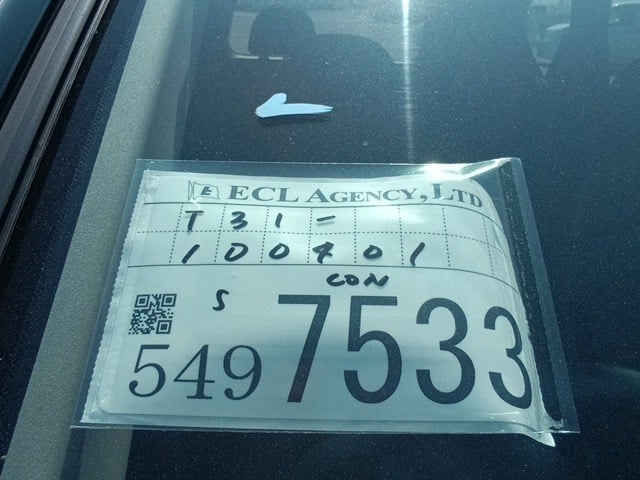 E ECL AGENCY, LTD
T31-
100401
CON
S
549 7533